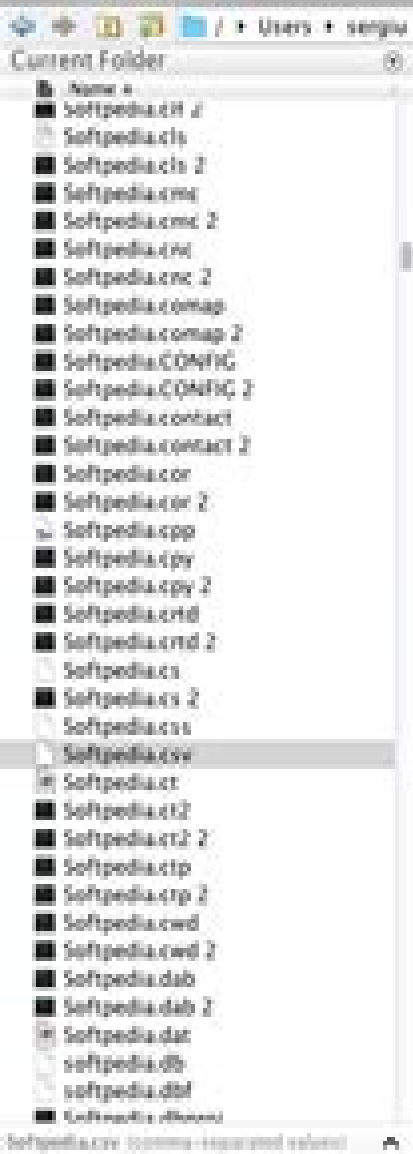 / ▸ Users ▸ sergiu
Current Folder
Name ▴
Softpedia.clf 2
Softpedia.cls
Softpedia.cls 2
Softpedia.cmc
Softpedia.cmc 2
Softpedia.cnc
Softpedia.cnc 2
Softpedia.comap
Softpedia.comap 2
Softpedia.CONFIG
Softpedia.CONFIG 2
Softpedia.contact
Softpedia.contact 2
Softpedia.cor
Softpedia.cor 2
Softpedia.cpp
Softpedia.cpy
Softpedia.cpy 2
Softpedia.crtd
Softpedia.crtd 2
Softpedia.cs
Softpedia.cs 2
Softpedia.css
Softpedia.csv
Softpedia.ct
Softpedia.ct2
Softpedia.ct2 2
Softpedia.ctp
Softpedia.ctp 2
Softpedia.cwd
Softpedia.cwd 2
Softpedia.dab
Softpedia.dab 2
Softpedia.dat
softpedia.db
softpedia.dbf
Softpedia.csv (comma-separated values)